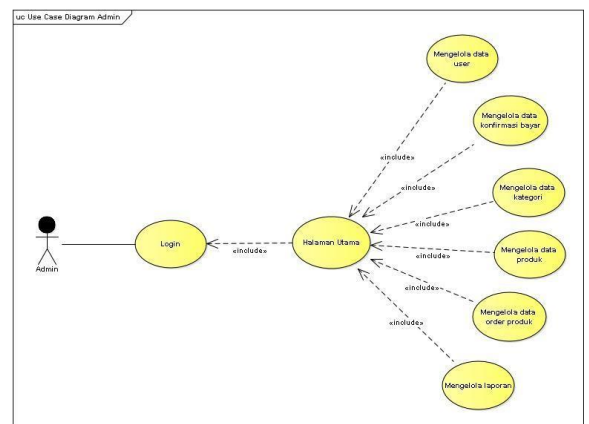 uc Use Case Diagram Admin
Mengelola data
user
Mengelola data
konfirmasi bayar
«include»
«include»
Mengelola data
kategori
«include»
Admin
Login
«include»
Halaman Utama
«include»
Mengelola data
produk
«include»
Mengelola data
order produk
«include»
Mengelola laporan